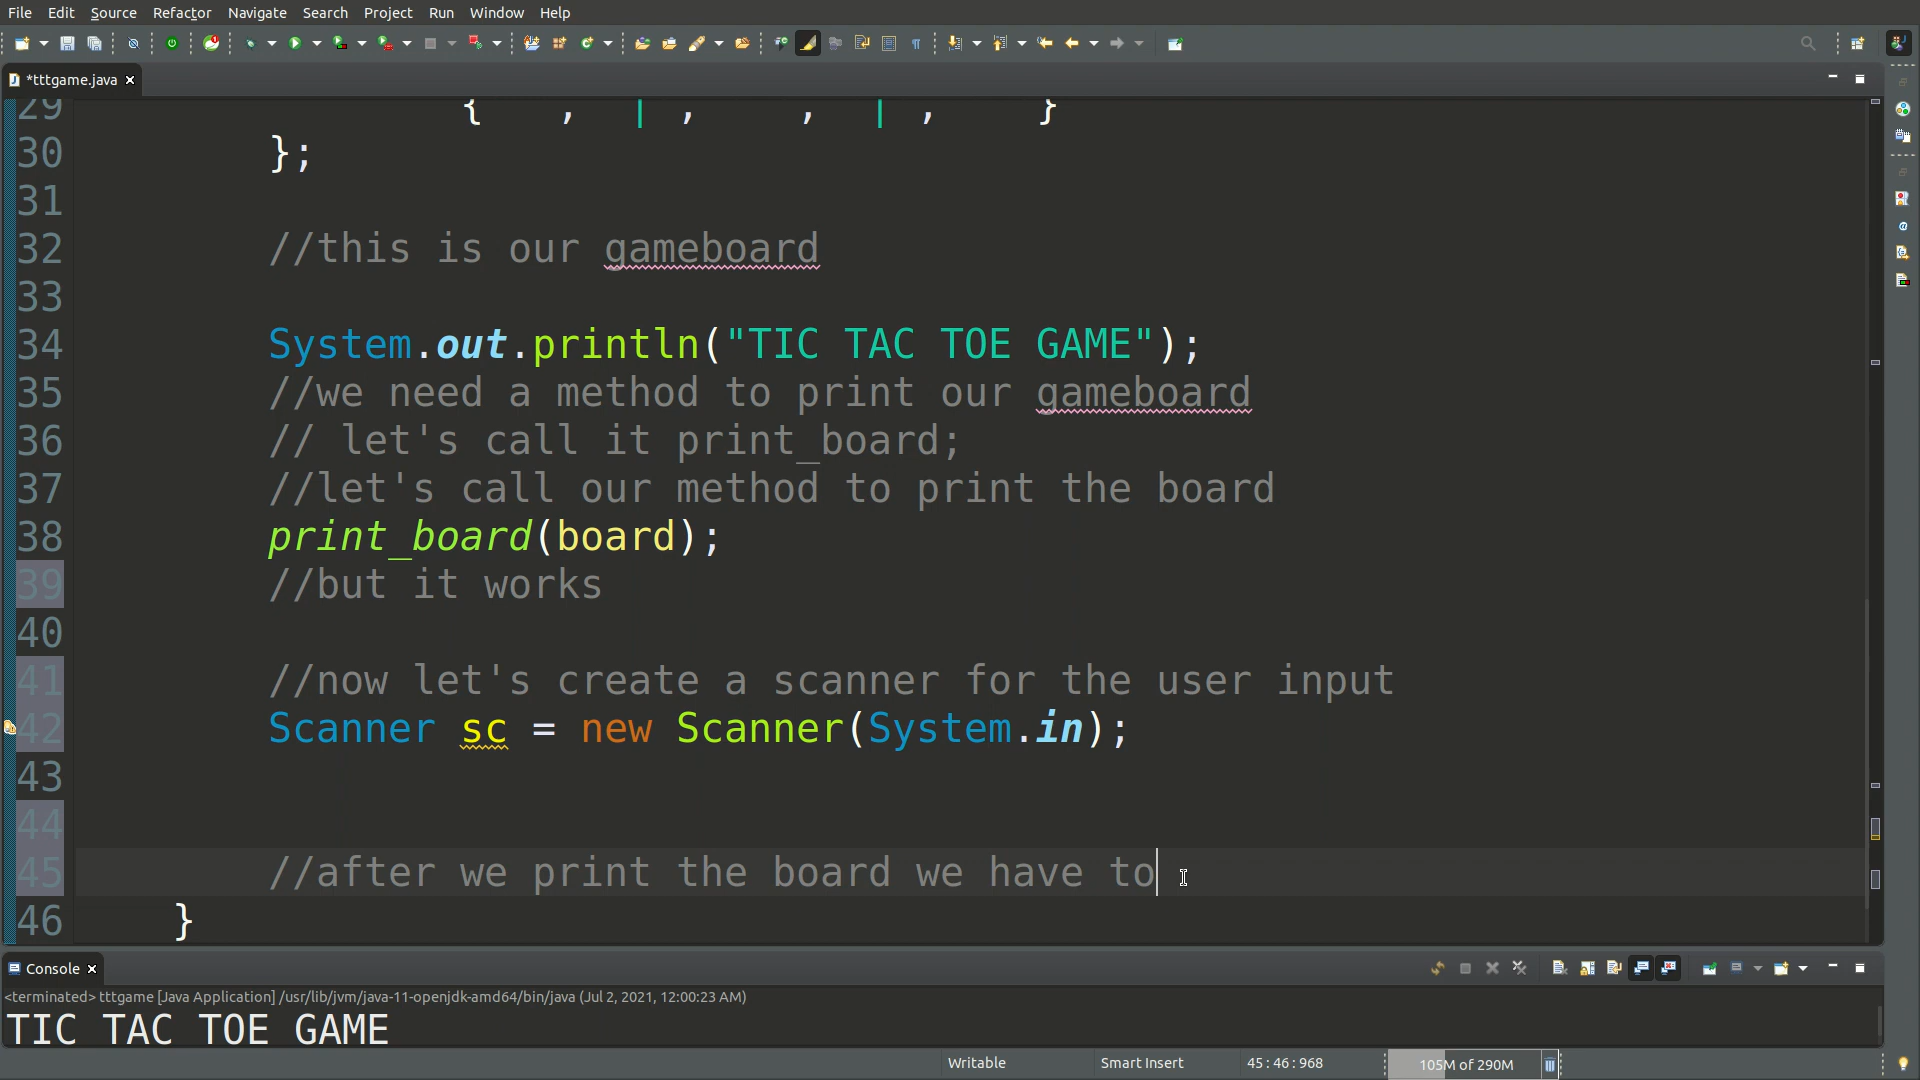 File Edit Source Refactor Navigate Search Project Run Window Help
*tttgame.java
29 { , | , , | , }
30 };
31
32 //this is our gameboard
33
34 System.out.println("TIC TAC TOE GAME");
35 //we need a method to print our gameboard
36 // let's call it print_board;
37 //let's call our method to print the board
38 print_board(board);
39 //but it works
40
41 //now let's create a scanner for the user input
42 Scanner sc = new Scanner(System.in);
43
44
45 //after we print the board we have to
46 }
Console
<terminated> tttgame [Java Application] /usr/lib/jvm/java-11-openjdk-amd64/bin/java (Jul 2, 2021, 12:00:23 AM)
TIC TAC TOE GAME
Writable Smart Insert 45 : 46 : 968 105M of 290M